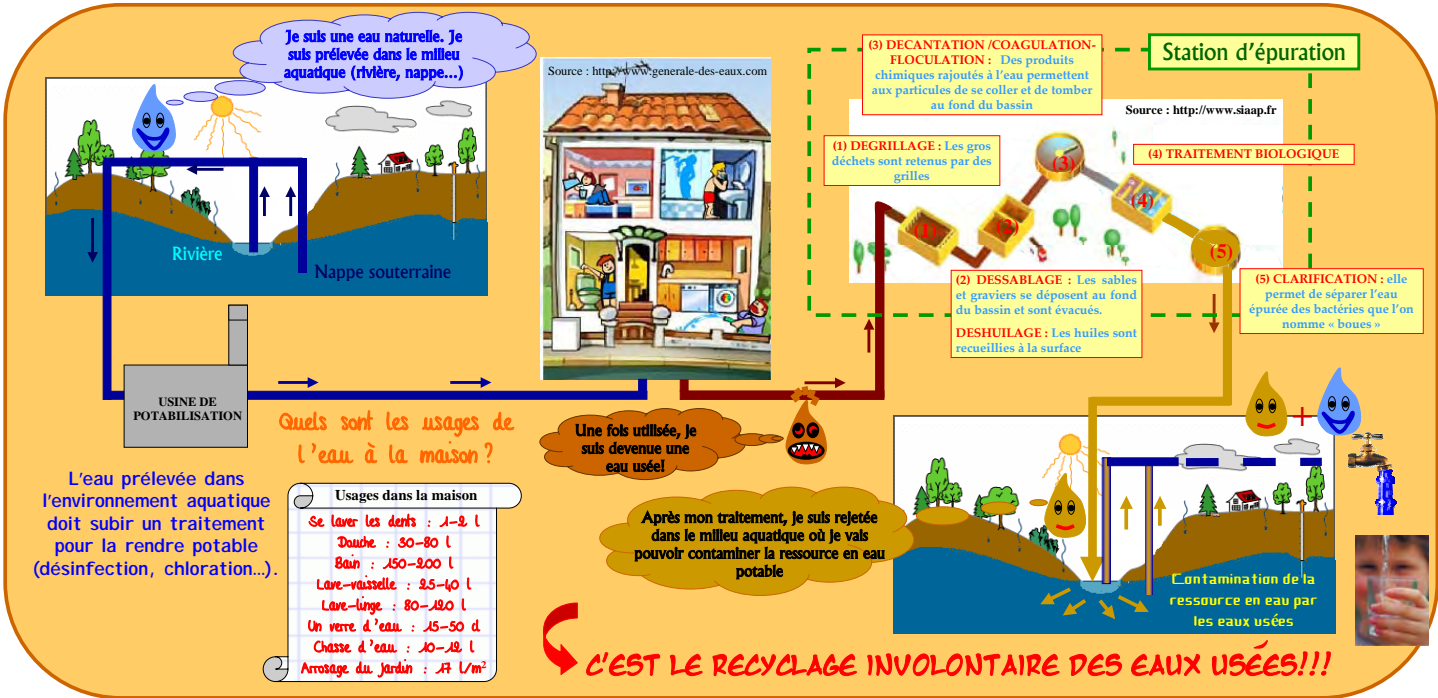 Je suis une eau naturelle. Je
suis prélevée dans le milieu
aquatique (rivière, nappe...)
Rivière
Nappe souterraine
USINE DE
POTABILISATION
L'eau prélevée dans
l'environnement aquatique
doit subir un traitement
pour la rendre potable
(désinfection, chloration...).
Quels sont les usages de
l'eau à la maison ?
Usages dans la maison
Se laver les dents : 1-2 l
Douche : 30-80 l
Bain : 150-200 l
Lave-vaisselle : 25-40 l
Lave-linge : 80-120 l
Un verre d'eau : 15-50 cl
Chasse d'eau : 10-12 l
Arrosage du jardin : 17 l/m²
Source : http://www.generale-des-eaux.com
Une fois utilisée, je
suis devenue une
eau usée!
Station d'épuration
(3) DECANTATION /COAGULATION-
FLOCULATION : Des produits
chimiques rajoutés à l'eau permettent
aux particules de se coller et de tomber
au fond du bassin
Source : http://www.siaap.fr
(1) DEGRILLAGE : Les gros
déchets sont retenus par des
grilles
(4) TRAITEMENT BIOLOGIQUE
(1)
(2)
(3)
(4)
(5)
(2) DESSABLAGE : Les sables
et graviers se déposent au fond
du bassin et sont évacués.
DESHUILAGE : Les huiles sont
recueillies à la surface
(5) CLARIFICATION : elle
permet de séparer l'eau
épurée des bactéries que l'on
nomme « boues »
+
Après mon traitement, je suis rejetée
dans le milieu aquatique où je vais
pouvoir contaminer la ressource en eau
potable
Contamination de la
ressource en eau par
les eaux usées
C'EST LE RECYCLAGE INVOLONTAIRE DES EAUX USÉES!!!